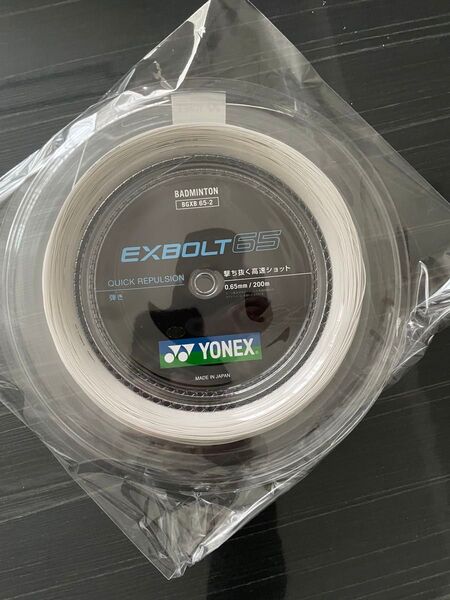 BADMINTON
BGXB 65-2
EXBOLT65
QUICK REPULSION
弾き
撃ち抜く高速ショット
0.65mm / 200m
YONEX®
MADE IN JAPAN